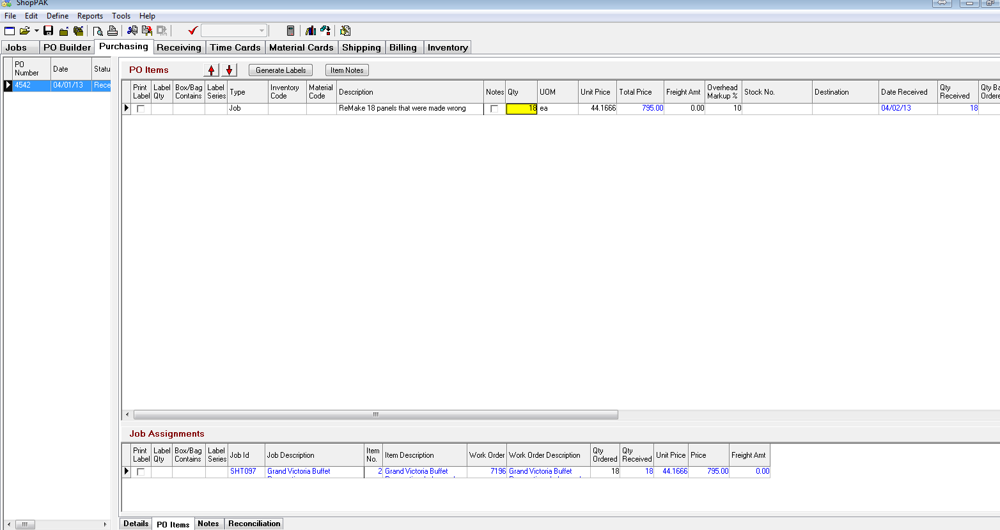 ShopPAK
File Edit Define Reports Tools Help
Jobs PO Builder Purchasing Receiving Time Cards Material Cards Shipping Billing Inventory
PO Number Date Statu
4542 04/01/13 Rece
PO Items Generate Labels Item Notes
Print Label Label Qty Box/Bag Contains Label Series Type Inventory Code Material Code Description Notes Qty UOM Unit Price Total Price Freight Amt Overhead Markup % Stock No. Destination Date Received Qty Received Qty Ba Ordere
Job ReMake 18 panels that were made wrong 18 ea 44.1666 795.00 0.00 10 04/02/13 18
Job Assignments
Print Label Label Qty Box/Bag Contains Label Series Job Id Job Description Item No. Item Description Work Order Work Order Description Qty Ordered Qty Received Unit Price Price Freight Amt
SHT097 Grand Victoria Buffet 2 Grand Victoria Buffet 7196 Grand Victoria Buffet 18 18 44.1666 795.00 0.00
Details PO Items Notes Reconciliation